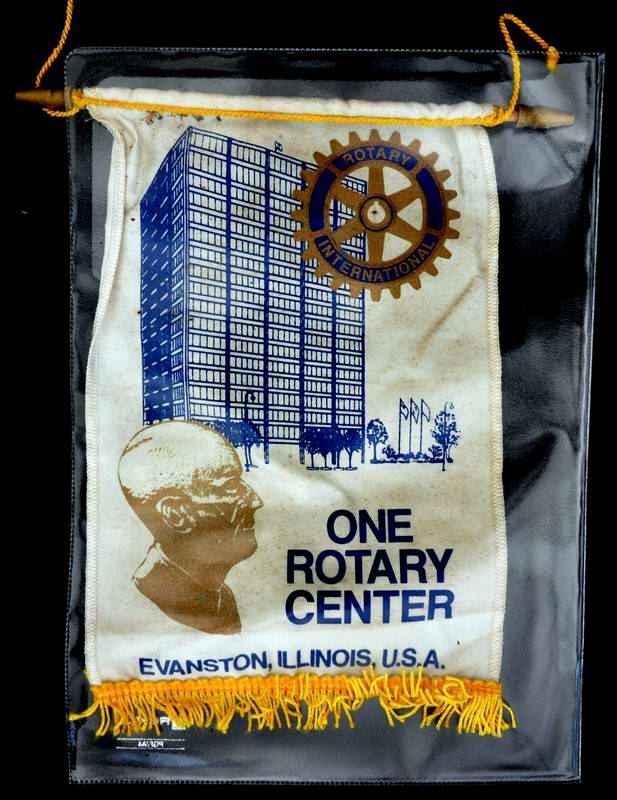 ROTARY
INTERNATIONAL
ONE
ROTARY
CENTER
EVANSTON, ILLINOIS, U.S.A.